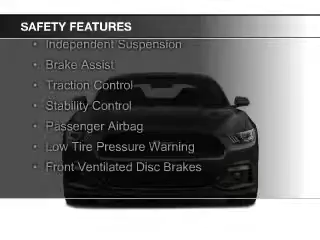 SAFETY FEATURES
• Independent Suspension
• Brake Assist
• Traction Control
• Stability Control
• Passenger Airbag
• Low Tire Pressure Warning
• Front Ventilated Disc Brakes